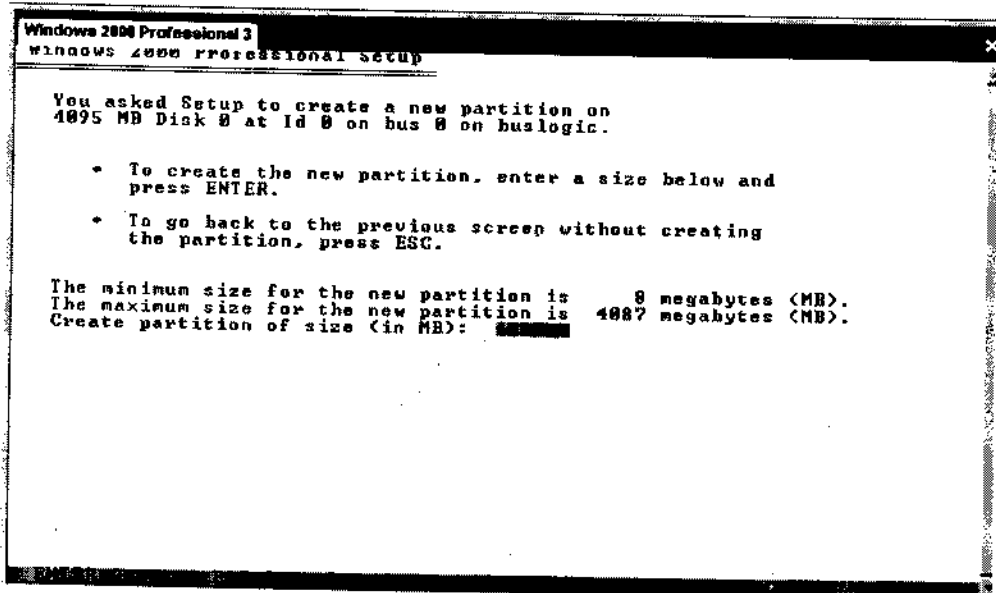 Windows 2000 Professional 3
Windows 2000 Professional Setup
You asked Setup to create a new partition on
4095 MB Disk 0 at Id 0 on bus 0 on buslogic.
• To create the new partition, enter a size below and
press ENTER.
• To go back to the previous screen without creating
the partition, press ESC.
The minimum size for the new partition is 8 megabytes (MB).
The maximum size for the new partition is 4087 megabytes (MB).
Create partition of size (in MB):